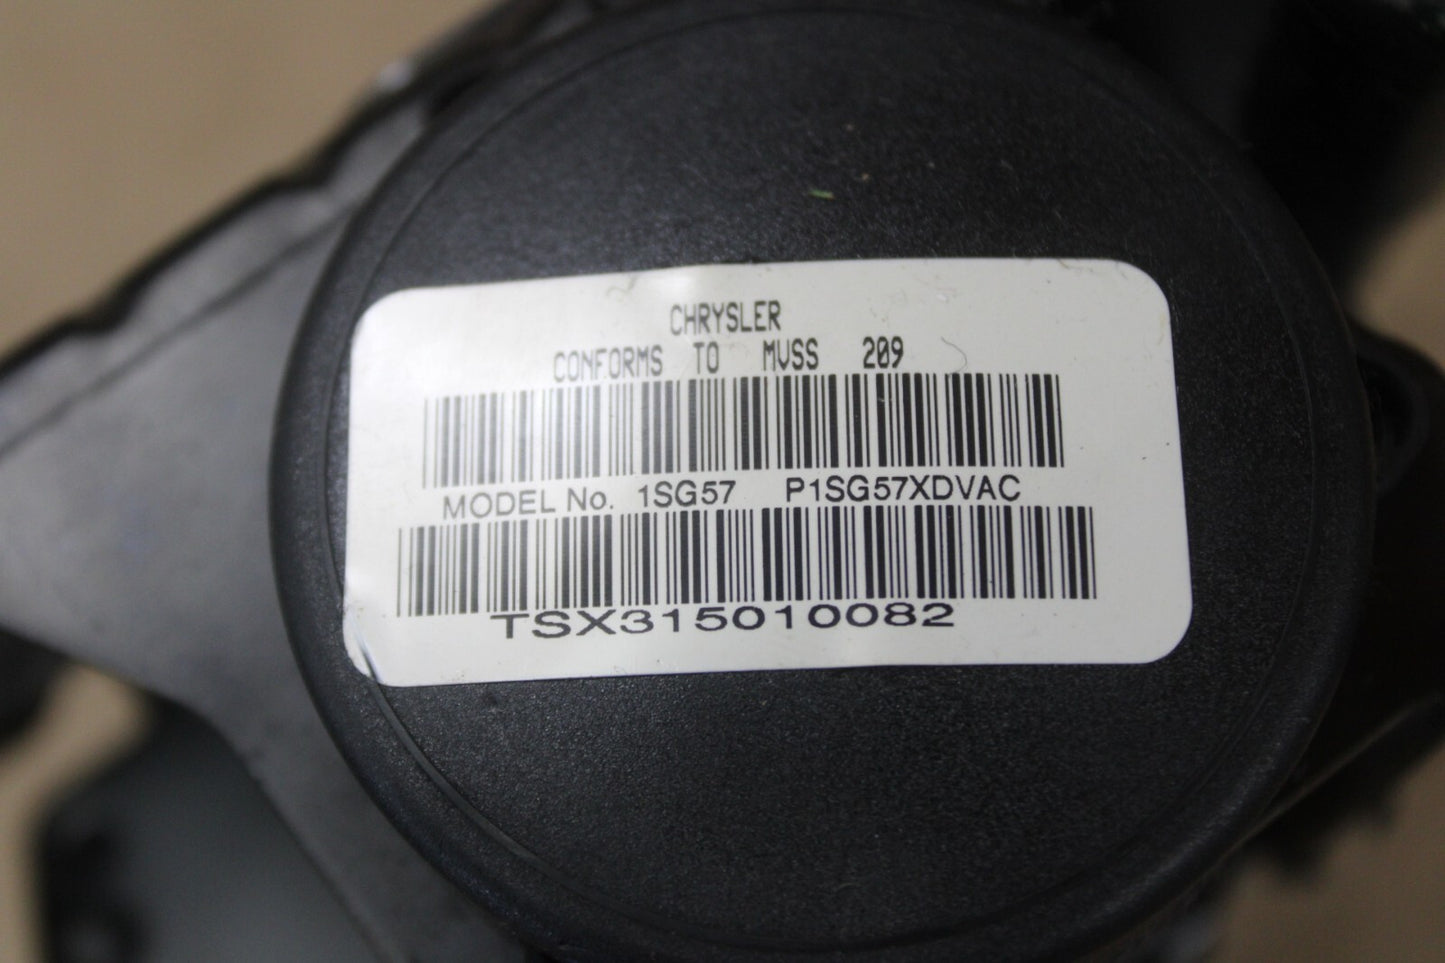 CHRYSLER
CONFORMS TO MVSS 209
MODEL No. 1SG57 P1SG57XDVAC
TSX315010082